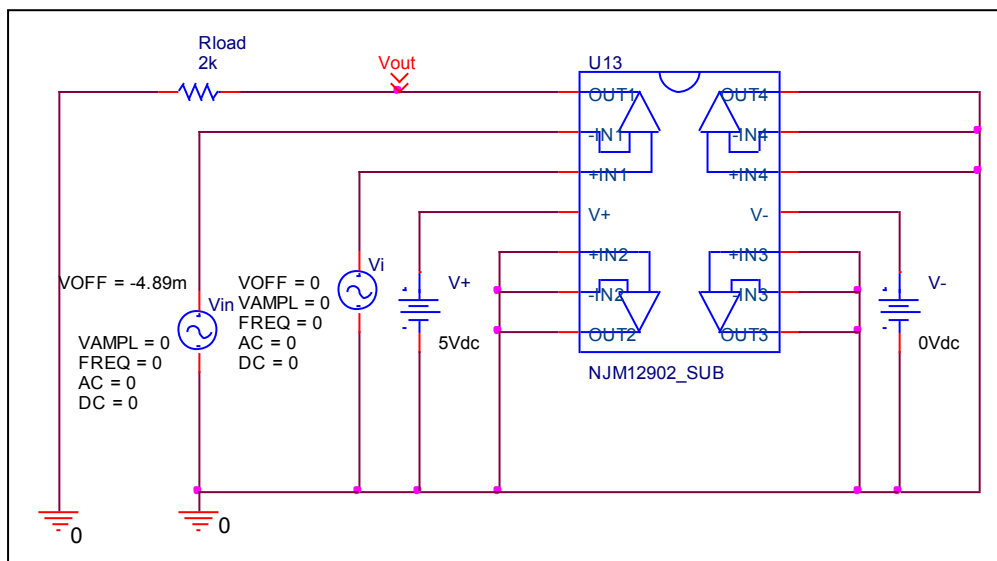 Rload
2k
Vout
U13
OUT1
-IN1
+IN1
V+
+IN2
-IN2
OUT2
OUT4
-IN4
+IN4
V-
+IN3
-IN3
OUT3
NJM12902_SUB
VOFF = -4.89m
Vin
VAMPL = 0
FREQ = 0
AC = 0
DC = 0
Vi
VOFF = 0
VAMPL = 0
FREQ = 0
AC = 0
DC = 0
V+
5Vdc
V-
0Vdc
0
0